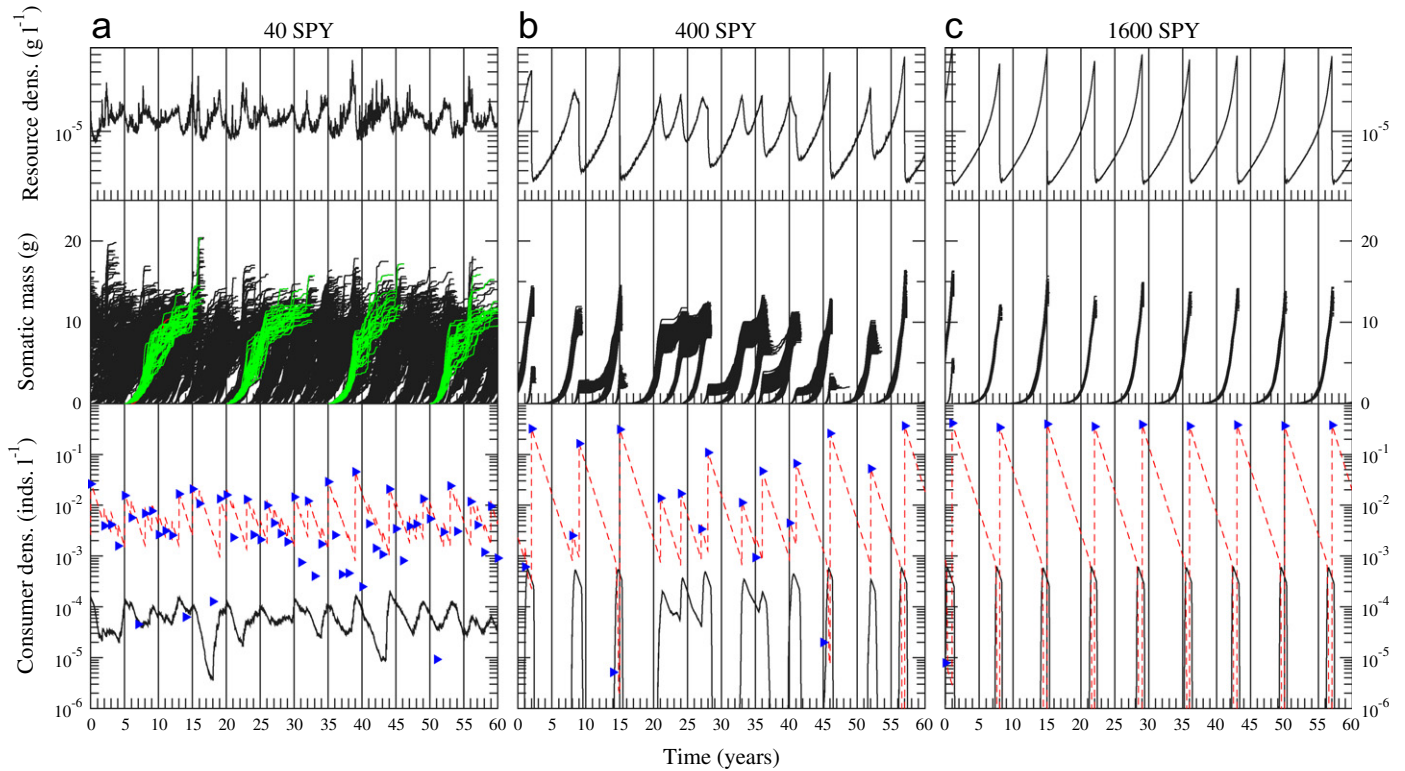 a 40 SPY b 400 SPY c 1600 SPY
Resource dens. (g l⁻¹)
10⁻⁵ 10⁻⁵
Somatic mass (g)
20 20
10 10
0 0
Consumer dens. (inds. l⁻¹)
10⁻¹ 10⁻¹
10⁻² 10⁻²
10⁻³ 10⁻³
10⁻⁴ 10⁻⁴
10⁻⁵ 10⁻⁵
10⁻⁶ 10⁻⁶
0 5 10 15 20 25 30 35 40 45 50 55 60 0 5 10 15 20 25 30 35 40 45 50 55 60 0 5 10 15 20 25 30 35 40 45 50 55 60
Time (years)